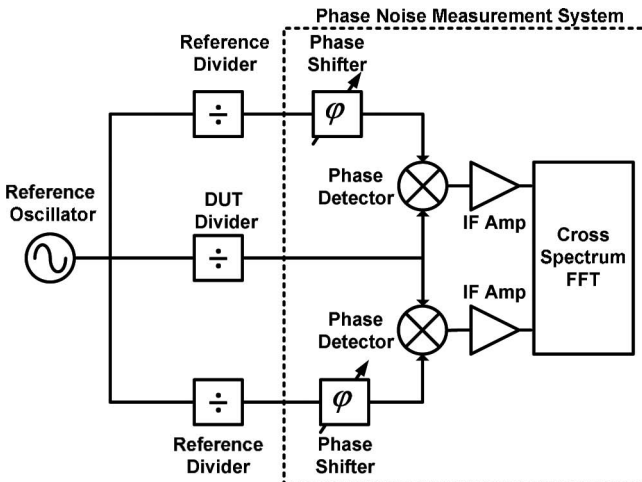 Phase Noise Measurement System
Reference
Divider
Phase
Shifter
÷
φ
Phase
Detector
IF Amp
Reference
Oscillator
DUT
Divider
÷
Cross
Spectrum
FFT
IF Amp
Phase
Detector
÷
φ
Reference
Divider
Phase
Shifter